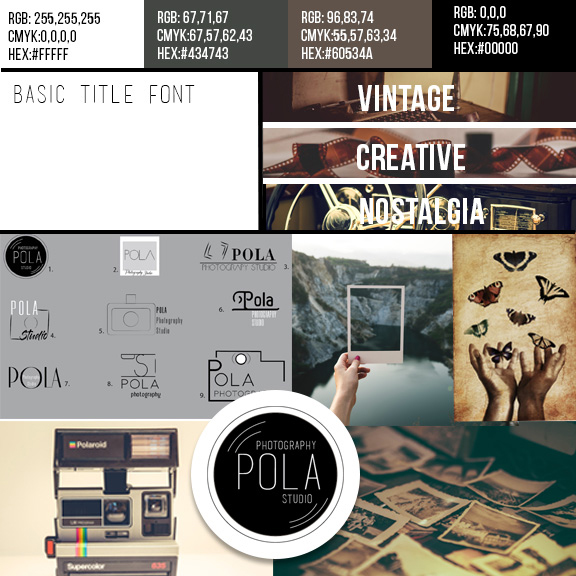 RGB: 255,255,255
CMYK:0,0,0,0
HEX:#FFFFF
RGB: 67,71,67
CMYK:67,57,62,43
HEX:#434743
RGB: 96,83,74
CMYK:55,57,63,34
HEX:#60534A
RGB: 0,0,0
CMYK:75,68,67,90
HEX:#00000
BASIC TITLE FONT
VINTAGE
CREATIVE
NOSTALGIA
PHOTOGRAPHY
POLA
STUDIO
1.
POLA
Photography Studio
2.
POLA
PHOTOGRAPY STUDIO
3.
POLA
Studio
4.
5.
POLA
Photography
Studio
6.
Pola
PHOTOGRAPHY
STUDIO
POLA
7.
8.
POLA
photography
9.
POLA
PHOTOGRAPHY
Polaroid
Supercolor
635
PHOTOGRAPHY
POLA
STUDIO